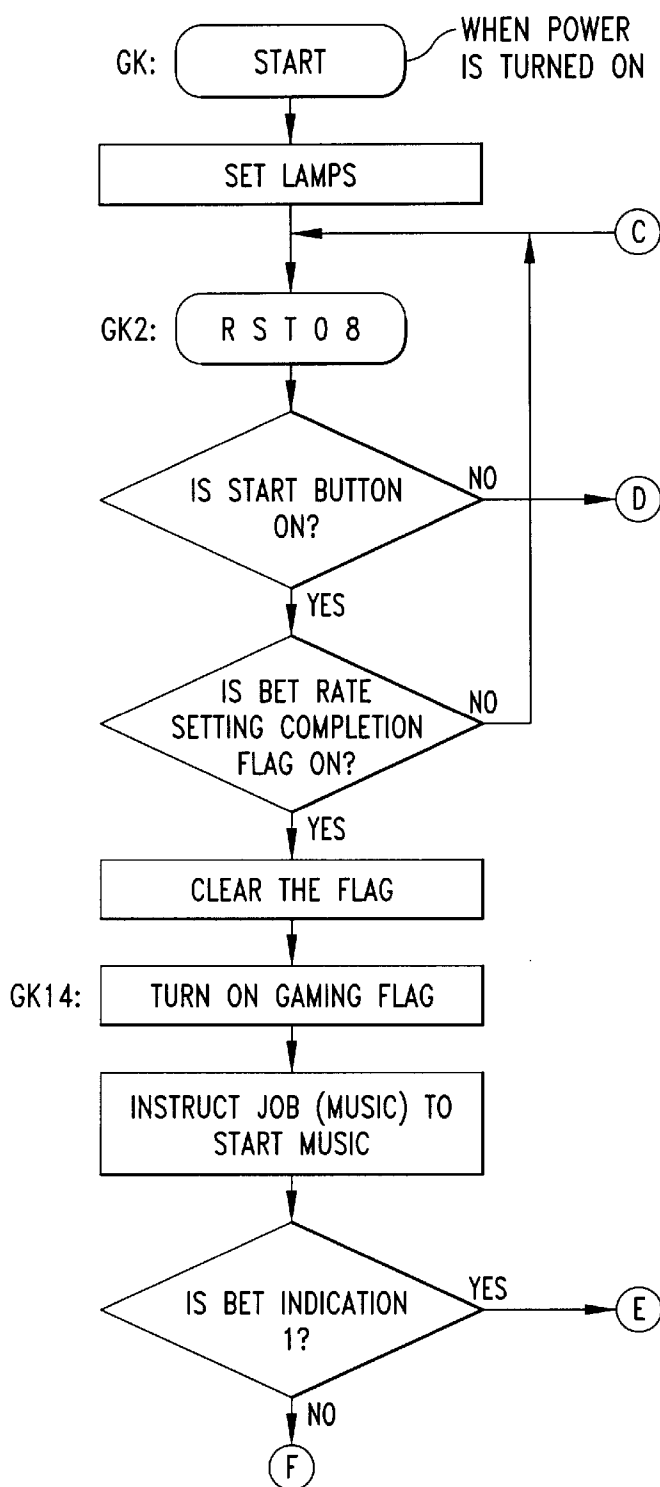 WHEN POWER
IS TURNED ON
GK:
START
SET LAMPS
C
GK2:
R S T 0 8
IS START BUTTON
ON?
NO
D
YES
IS BET RATE
SETTING COMPLETION
FLAG ON?
NO
YES
CLEAR THE FLAG
GK14:
TURN ON GAMING FLAG
INSTRUCT JOB (MUSIC) TO
START MUSIC
IS BET INDICATION
1?
YES
E
NO
F